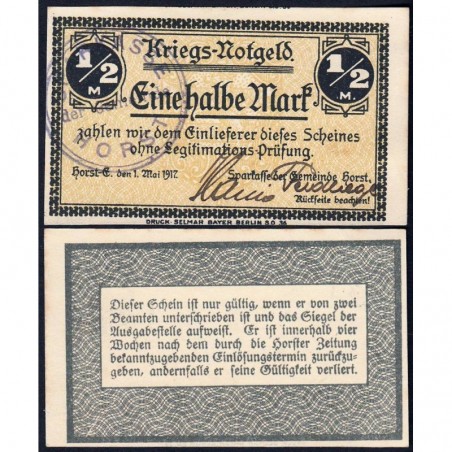 Kriegs-Notgeld.
1/2 M
1/2 M.
Eine halbe Mark
zahlen wir dem Einlieferer dieses Scheines
ohne Legitimations-Prüfung.
Horst-E. den 1. Mai 1917
Sparkasse der Gemeinde Horst.
Rückseite beachten!
HORST
DRUCK SELMAR BAYER BERLIN S.O. 36
Dieser Schein ist nur gültig, wenn er von zwei
Beamten unterschrieben ist und das Siegel der
Ausgabestelle aufweist. Er ist innerhalb vier
Wochen nach dem durch die Horster Zeitung
bekanntzugebenden Einlösungstermin zurückzu-
geben, andernfalls er seine Gültigkeit verliert.